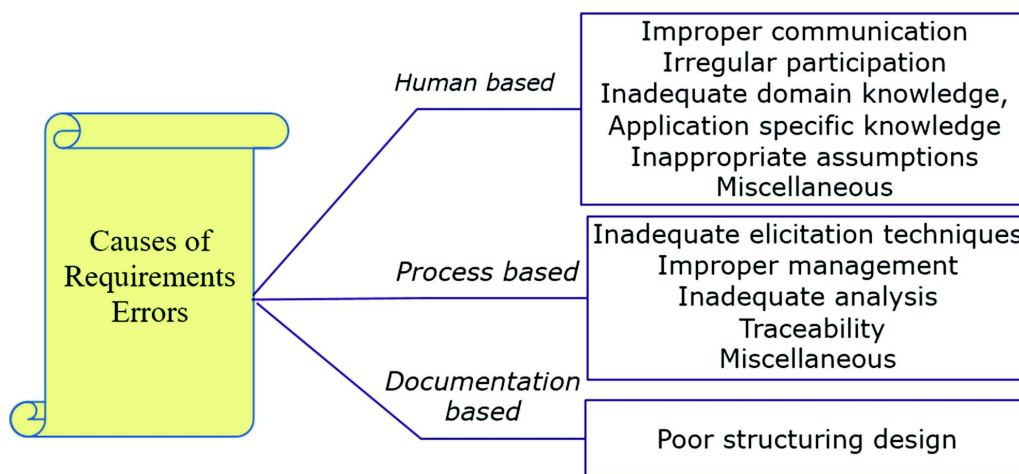 Causes of
Requirements
Errors
Human based
Improper communication
Irregular participation
Inadequate domain knowledge,
Application specific knowledge
Inappropriate assumptions
Miscellaneous
Process based
Inadequate elicitation techniques
Improper management
Inadequate analysis
Traceability
Miscellaneous
Documentation
based
Poor structuring design